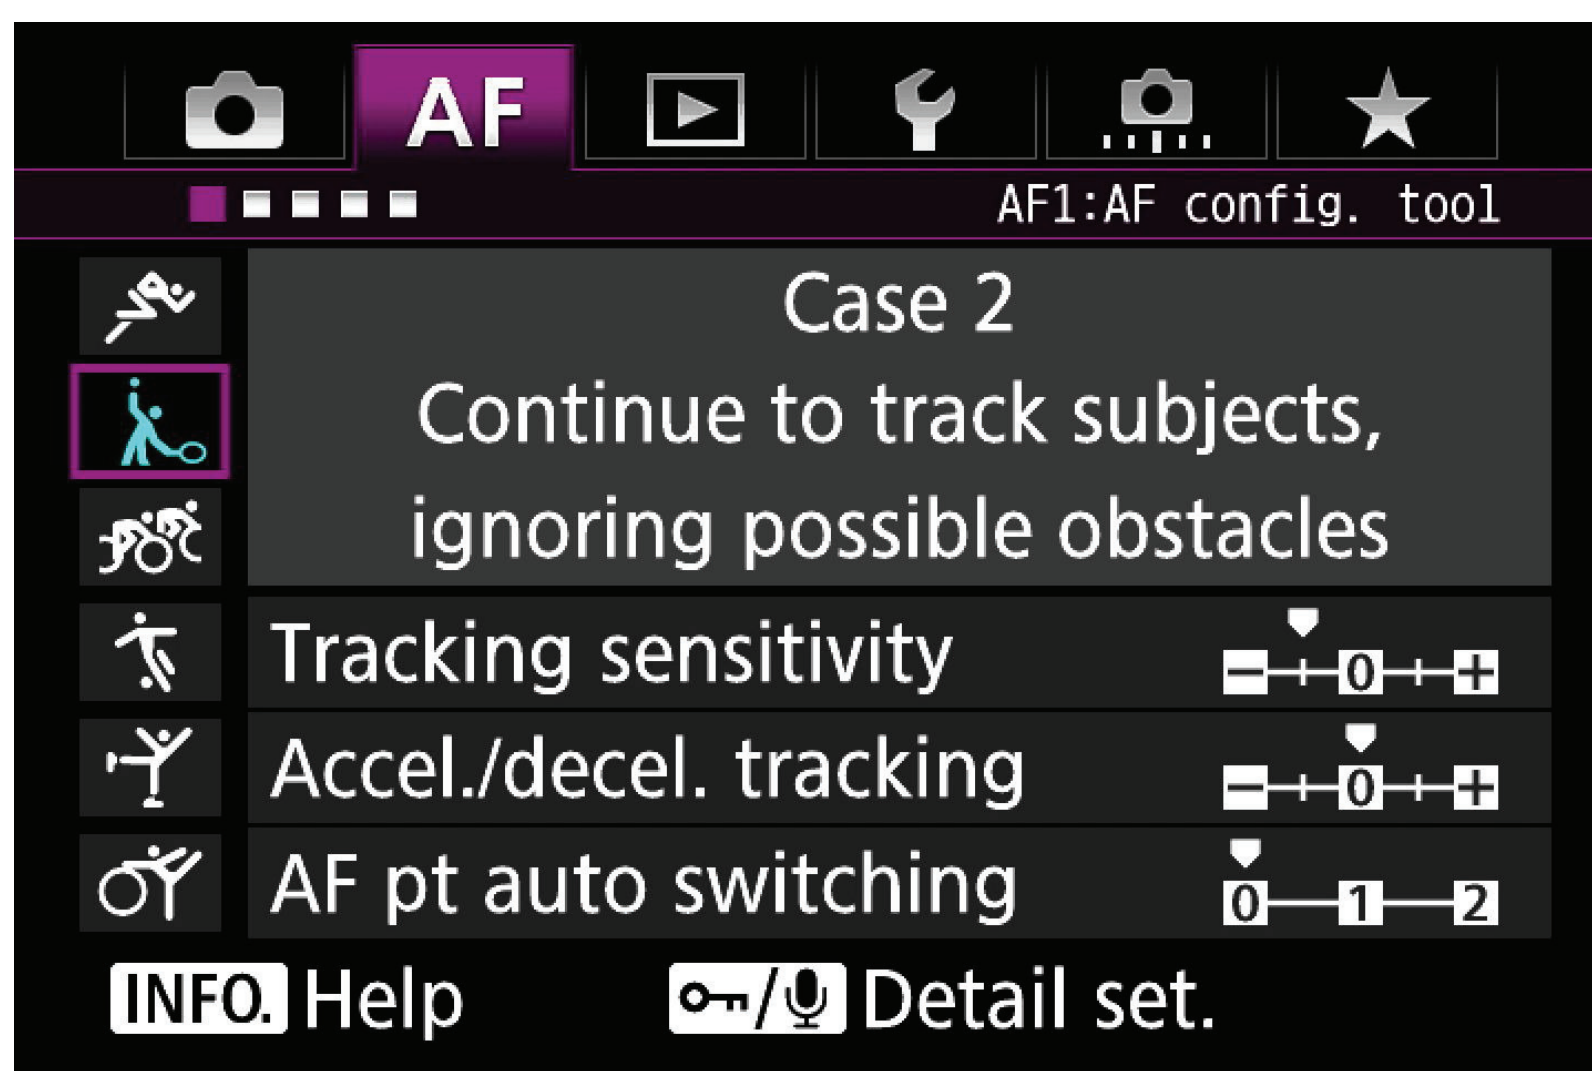 AF
AF1:AF config. tool
Case 2
Continue to track subjects,
ignoring possible obstacles
Tracking sensitivity
− 0 +
Accel./decel. tracking
− 0 +
AF pt auto switching
0 1 2
INFO. Help / Detail set.